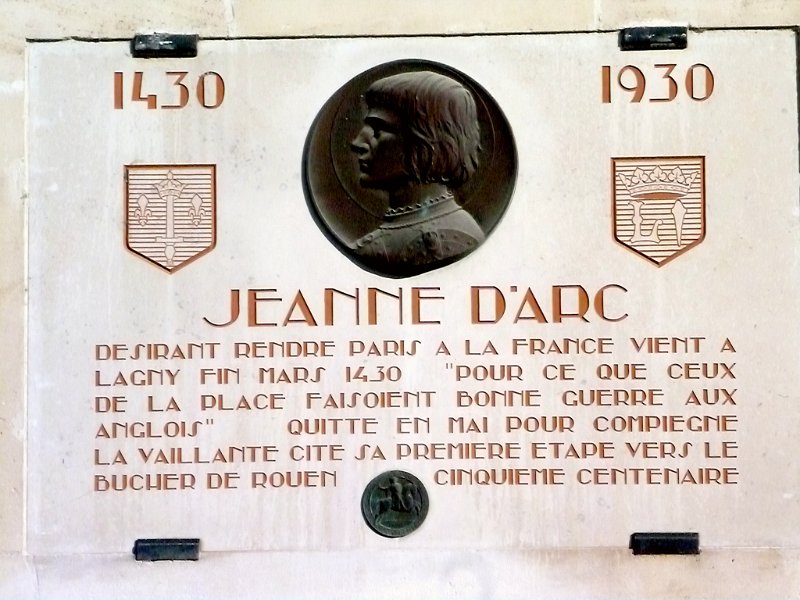 1430
1930
JEANNE D'ARC
DESIRANT RENDRE PARIS A LA FRANCE VIENT A
LAGNY FIN MARS 1430 "POUR CE QUE CEUX
DE LA PLACE FAISOIENT BONNE GUERRE AUX
ANGLOIS" QUITTE EN MAI POUR COMPIEGNE
LA VAILLANTE CITE SA PREMIERE ETAPE VERS LE
BUCHER DE ROUEN CINQUIEME CENTENAIRE